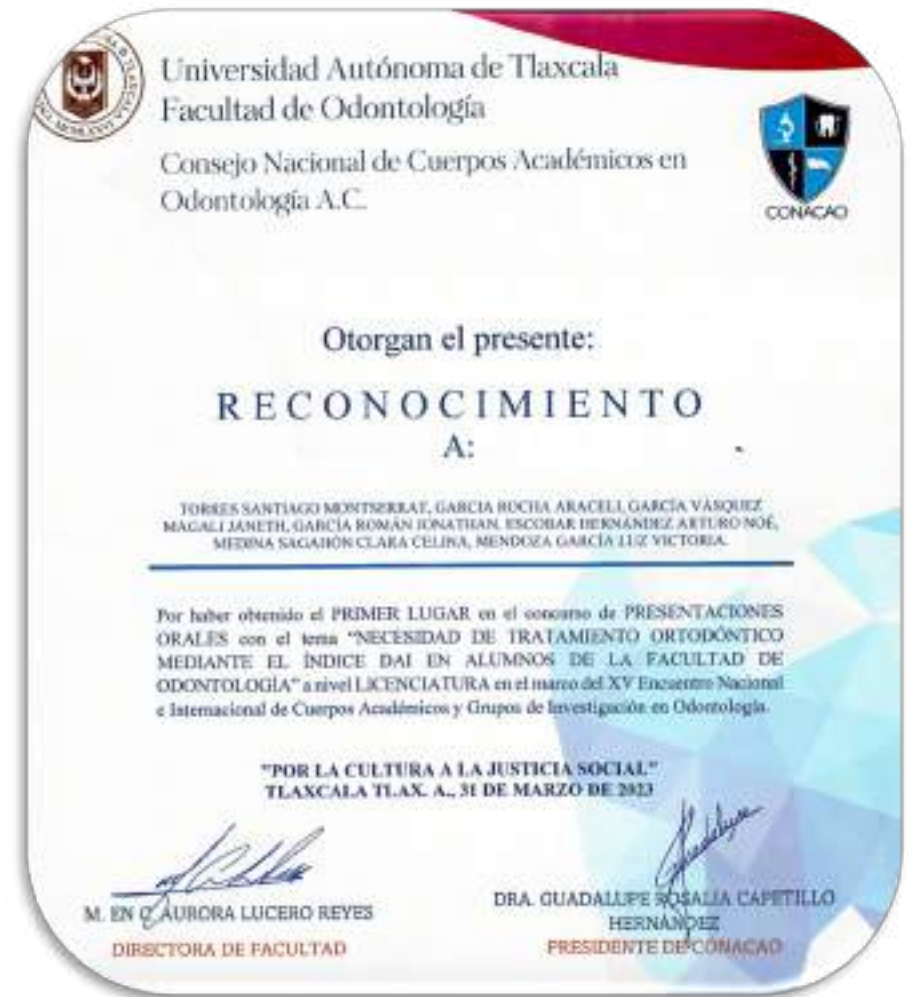 Universidad Autónoma de Tlaxcala
Facultad de Odontología
Consejo Nacional de Cuerpos Académicos en
Odontología A.C.
CONACAO
Otorgan el presente:
RECONOCIMIENTO
A:
TORRES SANTIAGO MONTSERRAT, GARCIA ROCHA ARACELI, GARCÍA VÁSQUEZ
MAGALI JANETH, GARCÍA ROMÁN JONATHAN, ESCOBAR HERNÁNDEZ ARTURO NOÉ,
MEDINA SAGAHÓN CLARA CELINA, MENDOZA GARCÍA LUZ VICTORIA.
Por haber obtenido el PRIMER LUGAR en el concurso de PRESENTACIONES
ORALES con el tema "NECESIDAD DE TRATAMIENTO ORTODÓNTICO
MEDIANTE EL ÍNDICE DAI EN ALUMNOS DE LA FACULTAD DE
ODONTOLOGÍA" a nivel LICENCIATURA en el marco del XV Encuentro Nacional
e Internacional de Cuerpos Académicos y Grupos de Investigación en Odontología.
"POR LA CULTURA A LA JUSTICIA SOCIAL"
TLAXCALA TLAX. A., 31 DE MARZO DE 2023
M. EN C. AURORA LUCERO REYES
DIRECTORA DE FACULTAD
DRA. GUADALUPE ROSALIA CAPETILLO
HERNÁNDEZ
PRESIDENTE DE CONACAO